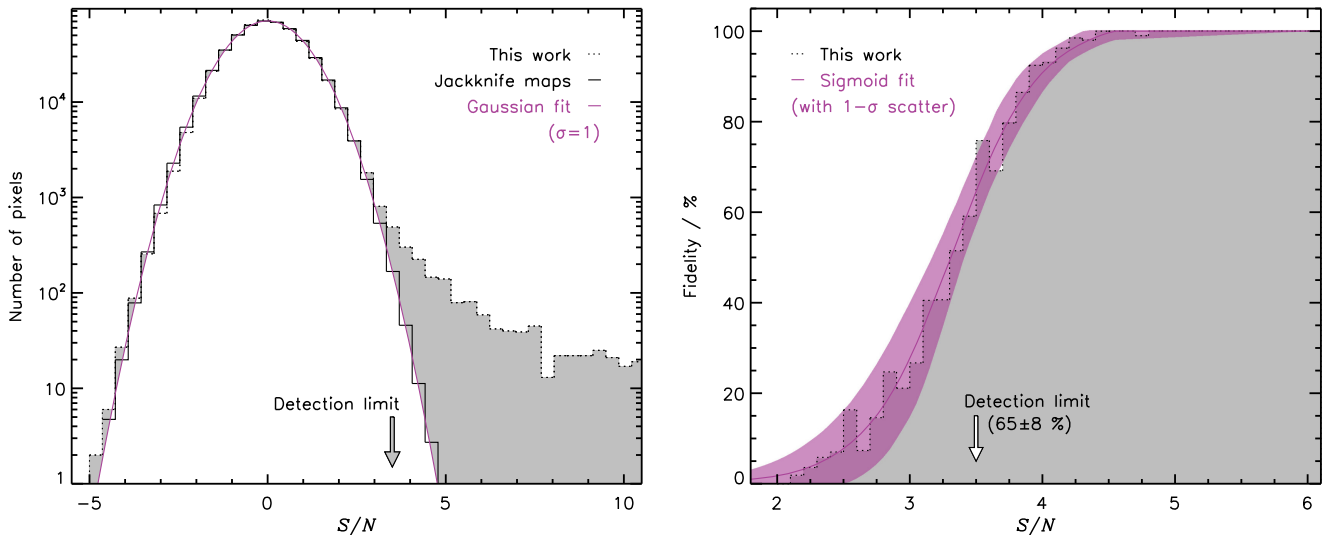 Number of pixels
10⁴
10³
10²
10
1
This work
Jackknife maps
Gaussian fit
(σ=1)
Detection limit
−5
0
5
10
S/N
Fidelity / %
100
80
60
40
20
0
This work
Sigmoid fit
(with 1−σ scatter)
Detection limit
(65±8 %)
2
3
4
5
6
S/N